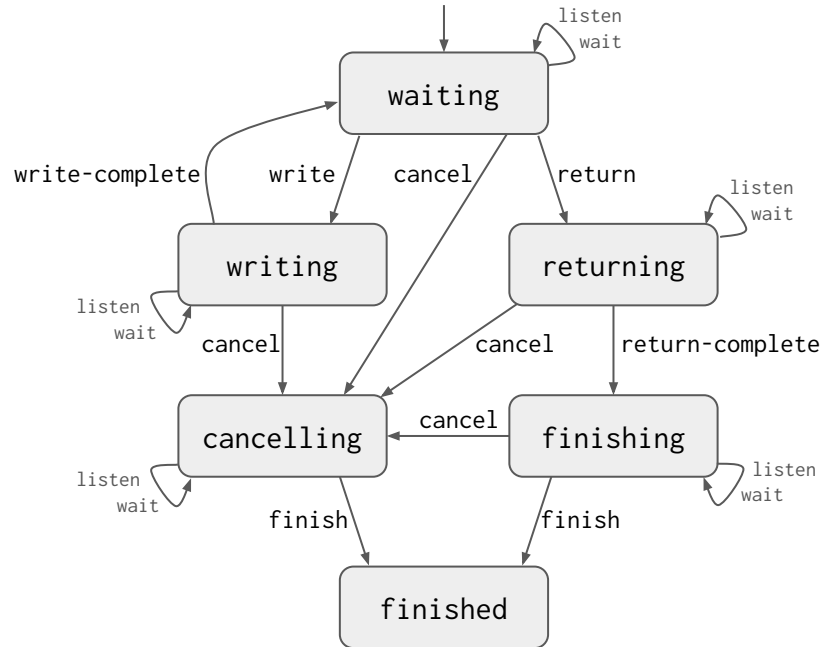 listen
wait
waiting
write-complete
write
cancel
return
listen
wait
writing
returning
listen
wait
cancel
cancel
return-complete
cancelling
cancel
finishing
listen
wait
listen
wait
finish
finish
finished